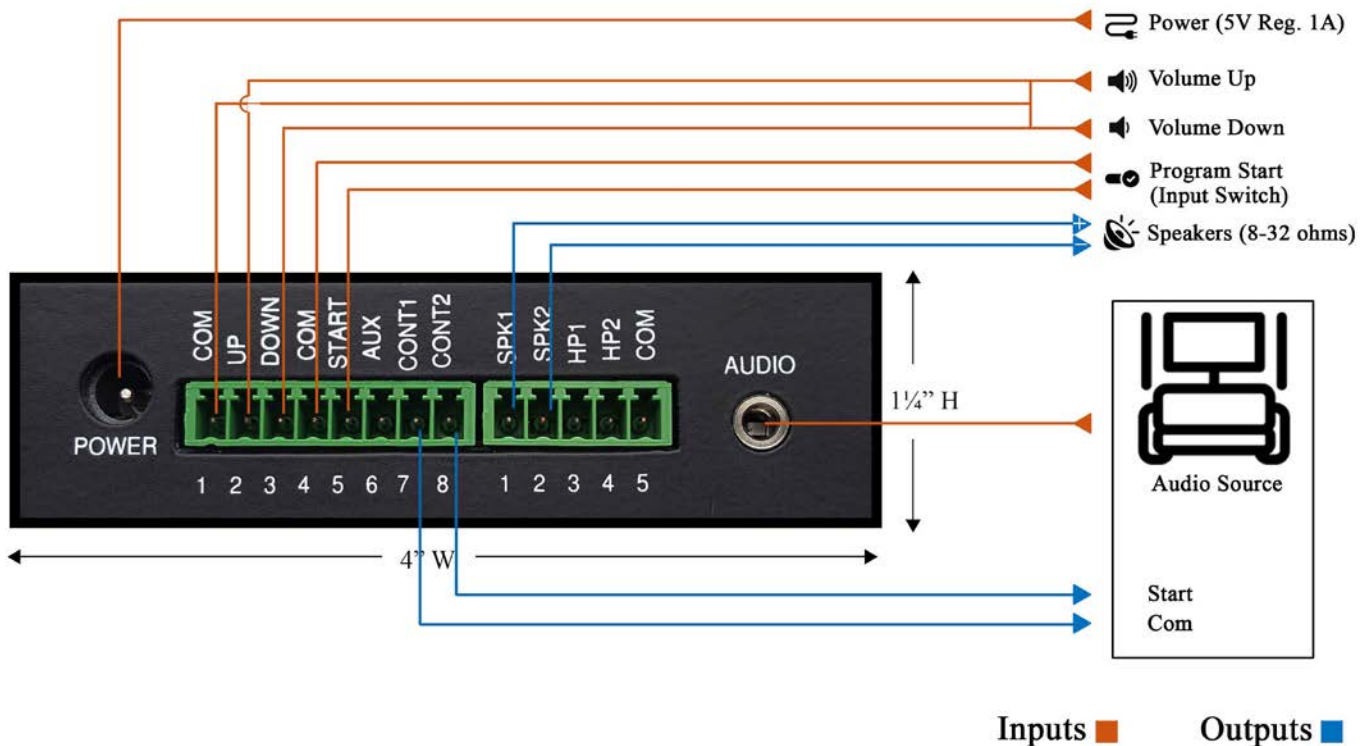 Power (5V Reg. 1A)
Volume Up
Volume Down
Program Start
(Input Switch)
+
Speakers (8-32 ohms)
-
COM
UP
DOWN
COM
START
AUX
CONT1
CONT2
SPK1
SPK2
HP1
HP2
COM
AUDIO
POWER
1¼” H
1 2 3 4 5 6 7 8
1 2 3 4 5
Audio Source
4” W
Start
Com
Inputs
Outputs